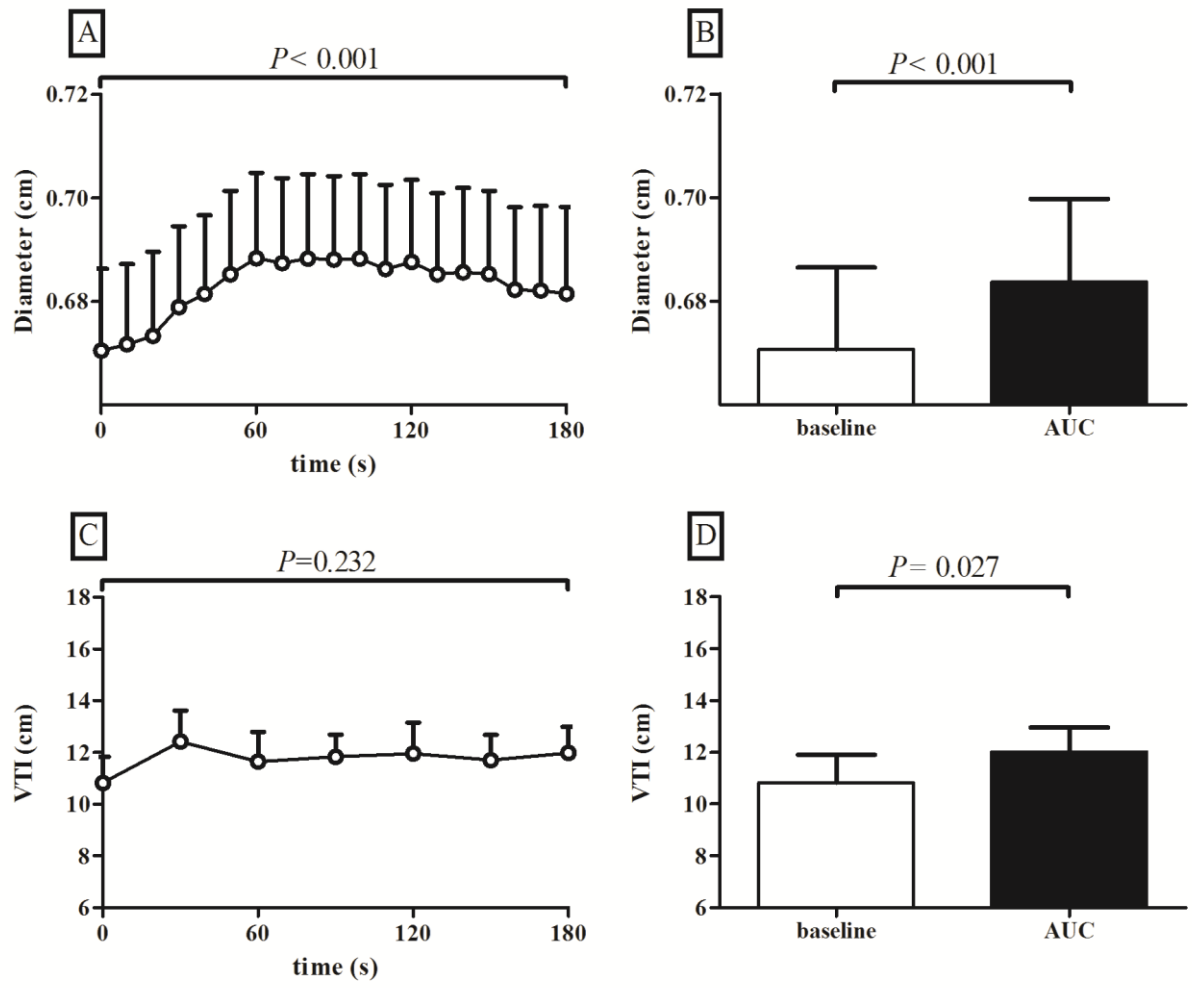 A
P< 0.001
0.72
0.70
0.68
Diameter (cm)
0 60 120 180
time (s)
B
P< 0.001
0.72
0.70
0.68
Diameter (cm)
baseline AUC
C
P=0.232
18
16
14
12
10
8
6
VTI (cm)
0 60 120 180
time (s)
D
P= 0.027
18
16
14
12
10
8
6
VTI (cm)
baseline AUC